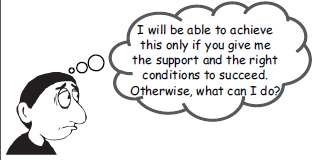 I will be able to achieve
this only if you give me
the support and the right
conditions to succeed.
Otherwise, what can I do?